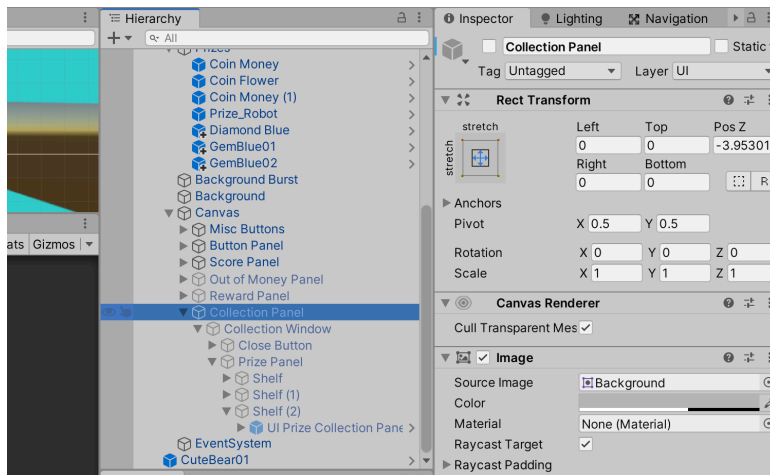 Hierarchy
All
Prizes
Coin Money
Coin Flower
Coin Money (1)
Prize_Robot
Diamond Blue
GemBlue01
GemBlue02
Background Burst
Background
Canvas
Misc Buttons
Button Panel
Score Panel
Out of Money Panel
Reward Panel
Collection Panel
Collection Window
Close Button
Prize Panel
Shelf
Shelf (1)
Shelf (2)
UI Prize Collection Pane
EventSystem
CuteBear01
ats Gizmos
Inspector Lighting Navigation
Collection Panel Static
Tag Untagged Layer UI
Rect Transform
stretch Left Top Pos Z
stretch 0 0 -3.95301
Right Bottom
0 0 R
Anchors
Pivot X 0.5 Y 0.5
Rotation X 0 Y 0 Z 0
Scale X 1 Y 1 Z 1
Canvas Renderer
Cull Transparent Mes
Image
Source Image Background
Color
Material None (Material)
Raycast Target
Raycast Padding